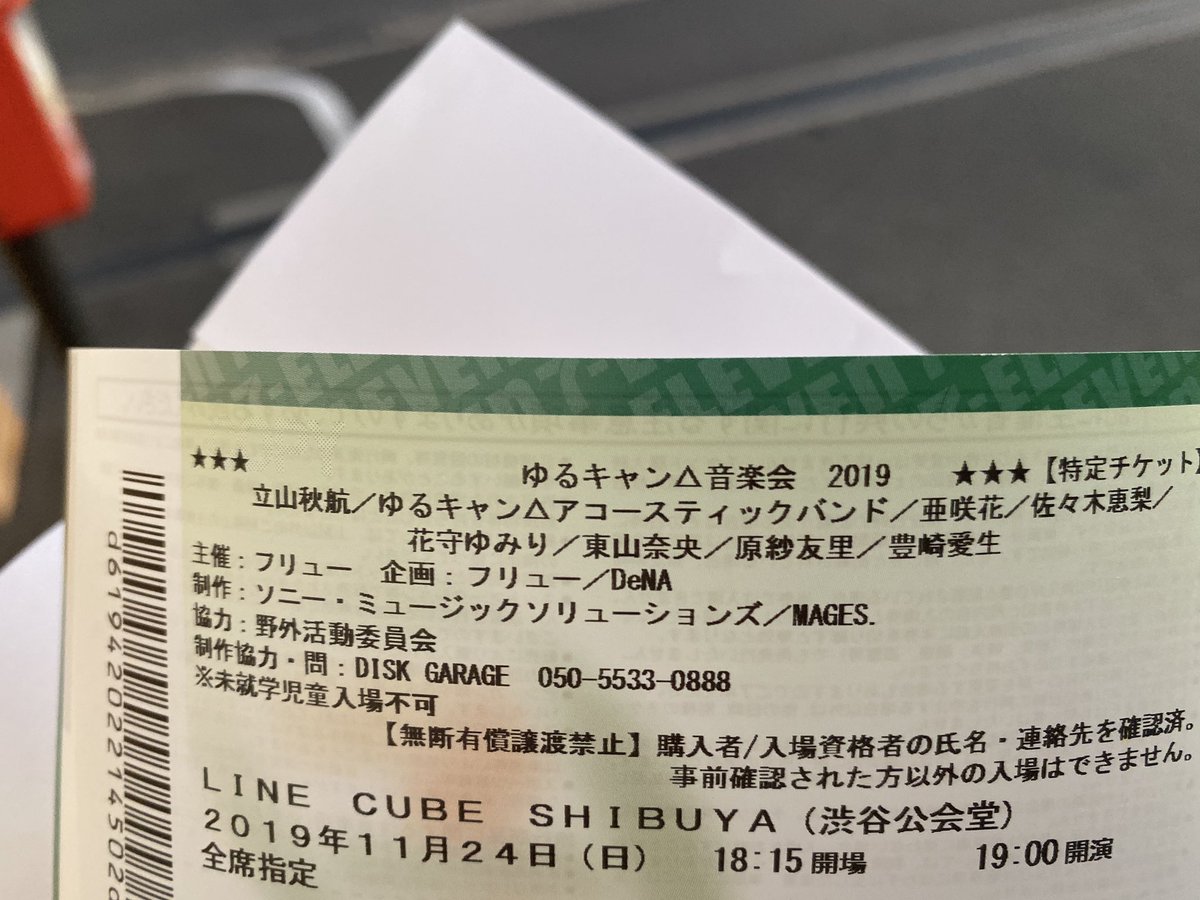 ★★★ ゆるキャン△音楽会 2019 ★★★【特定チケット】
立山秋航／ゆるキャン△アコースティックバンド／亜咲花／佐々木恵梨／
花守ゆみり／東山奈央／原紗友里／豊崎愛生
主催：フリュー 企画：フリュー／DeNA
制作：ソニー・ミュージックソリューションズ／MAGES.
協力：野外活動委員会
制作協力・問：DISK GARAGE 050-5533-0888
※未就学児童入場不可
【無断有償譲渡禁止】購入者/入場資格者の氏名・連絡先を確認済。
事前確認された方以外の入場はできません。
ＬＩＮＥ ＣＵＢＥ ＳＨＩＢＵＹＡ（渋谷公会堂）
２０１９年１１月２４日（日） 18:15開場 19:00開演
全席指定